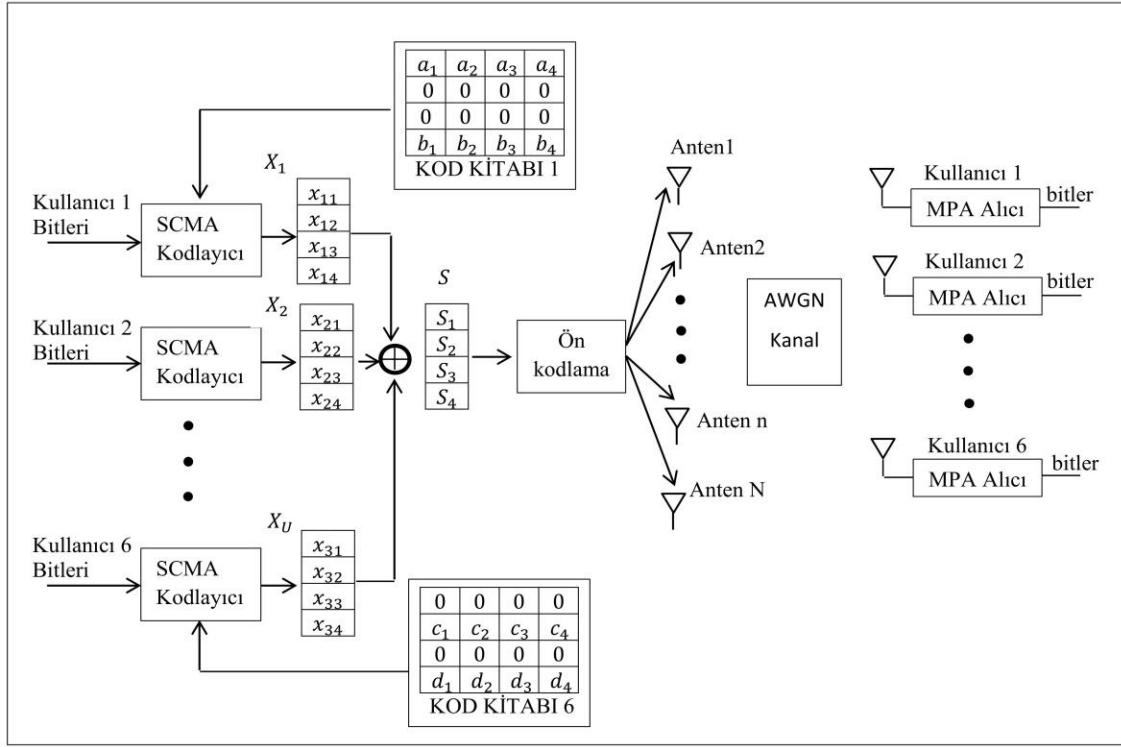 a₁ a₂ a₃ a₄
0 0 0 0
0 0 0 0
b₁ b₂ b₃ b₄
KOD KİTABI 1
Kullanıcı 1
Bitleri
SCMA
Kodlayıcı
X₁
x₁₁
x₁₂
x₁₃
x₁₄
Kullanıcı 2
Bitleri
SCMA
Kodlayıcı
X₂
x₂₁
x₂₂
x₂₃
x₂₄
Kullanıcı 6
Bitleri
SCMA
Kodlayıcı
X_U
x₃₁
x₃₂
x₃₃
x₃₄
0 0 0 0
c₁ c₂ c₃ c₄
0 0 0 0
d₁ d₂ d₃ d₄
KOD KİTABI 6
S
S₁
S₂
S₃
S₄
Ön
kodlama
Anten1
Anten2
Anten n
Anten N
AWGN
Kanal
Kullanıcı 1
MPA Alıcı
bitler
Kullanıcı 2
MPA Alıcı
bitler
Kullanıcı 6
MPA Alıcı
bitler